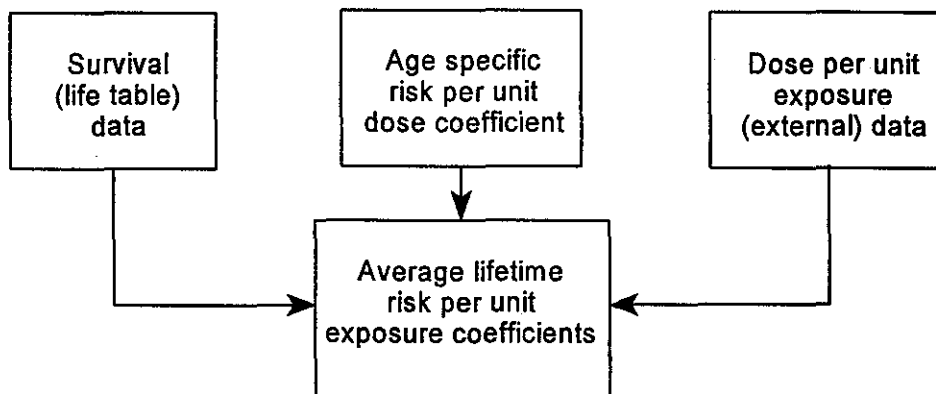 Survival
(life table)
data
Age specific
risk per unit
dose coefficient
Dose per unit
exposure
(external) data
Average lifetime
risk per unit
exposure coefficients